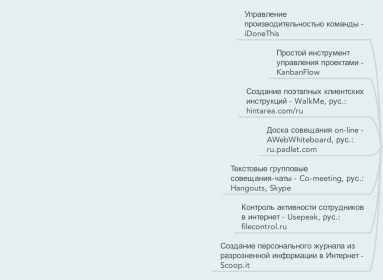 Управление
производительностью команды -
iDoneThis
Простой инструмент
управления проектами -
KanbanFlow
Создание поэтапных клиентских
инструкций - WalkMe, рус.:
hintarea.com/ru
Доска совещания on-line -
AWebWhiteboard, рус.:
ru.padlet.com
Текстовые групповые
совещания-чаты - Co-meeting, рус.:
Hangouts, Skype
Контроль активности сотрудников
в интернет - Usepeak, рус.:
filecontrol.ru
Создание персонального журнала из
разрозненной информации в Интернет -
Scoop.it